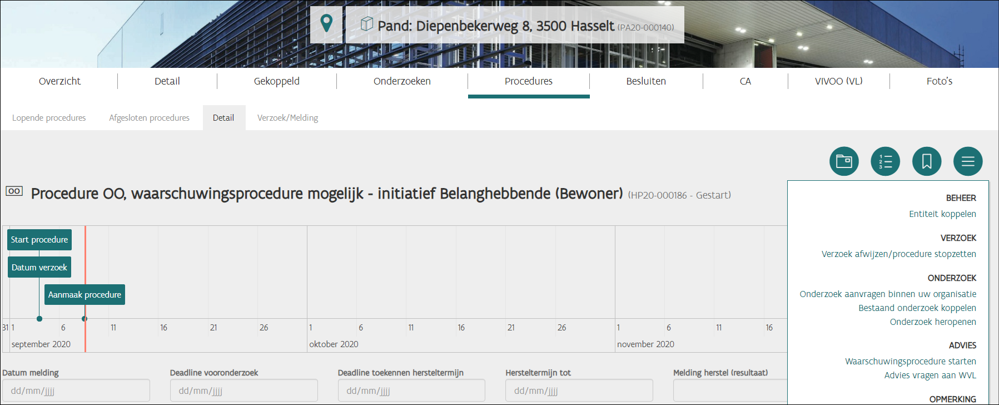 Pand: Diepenbekerweg 8, 3500 Hasselt (PA20-000140)
Overzicht
Detail
Gekoppeld
Onderzoeken
Procedures
Besluiten
CA
VIVOO (VL)
Foto's
Lopende procedures
Afgesloten procedures
Detail
Verzoek/Melding
1
2
3
OO
Procedure OO, waarschuwingsprocedure mogelijk - initiatief Belanghebbende (Bewoner) (HP20-000186 - Gestart)
Start procedure
Datum verzoek
Aanmaak procedure
31 1 6 11 16 21 26 1 6 11 16 21 26 1 6 11 16
september 2020
oktober 2020
november 2020
Datum melding
dd/mm/jjjj
Deadline vooronderzoek
dd/mm/jjjj
Deadline toekennen hersteltermijn
dd/mm/jjjj
Hersteltermijn tot
dd/mm/jjjj
Melding herstel (resultaat)
BEHEER
Entiteit koppelen
VERZOEK
Verzoek afwijzen/procedure stopzetten
ONDERZOEK
Onderzoek aanvragen binnen uw organisatie
Bestaand onderzoek koppelen
Onderzoek heropenen
ADVIES
Waarschuwingsprocedure starten
Advies vragen aan WVL
OPMERKING